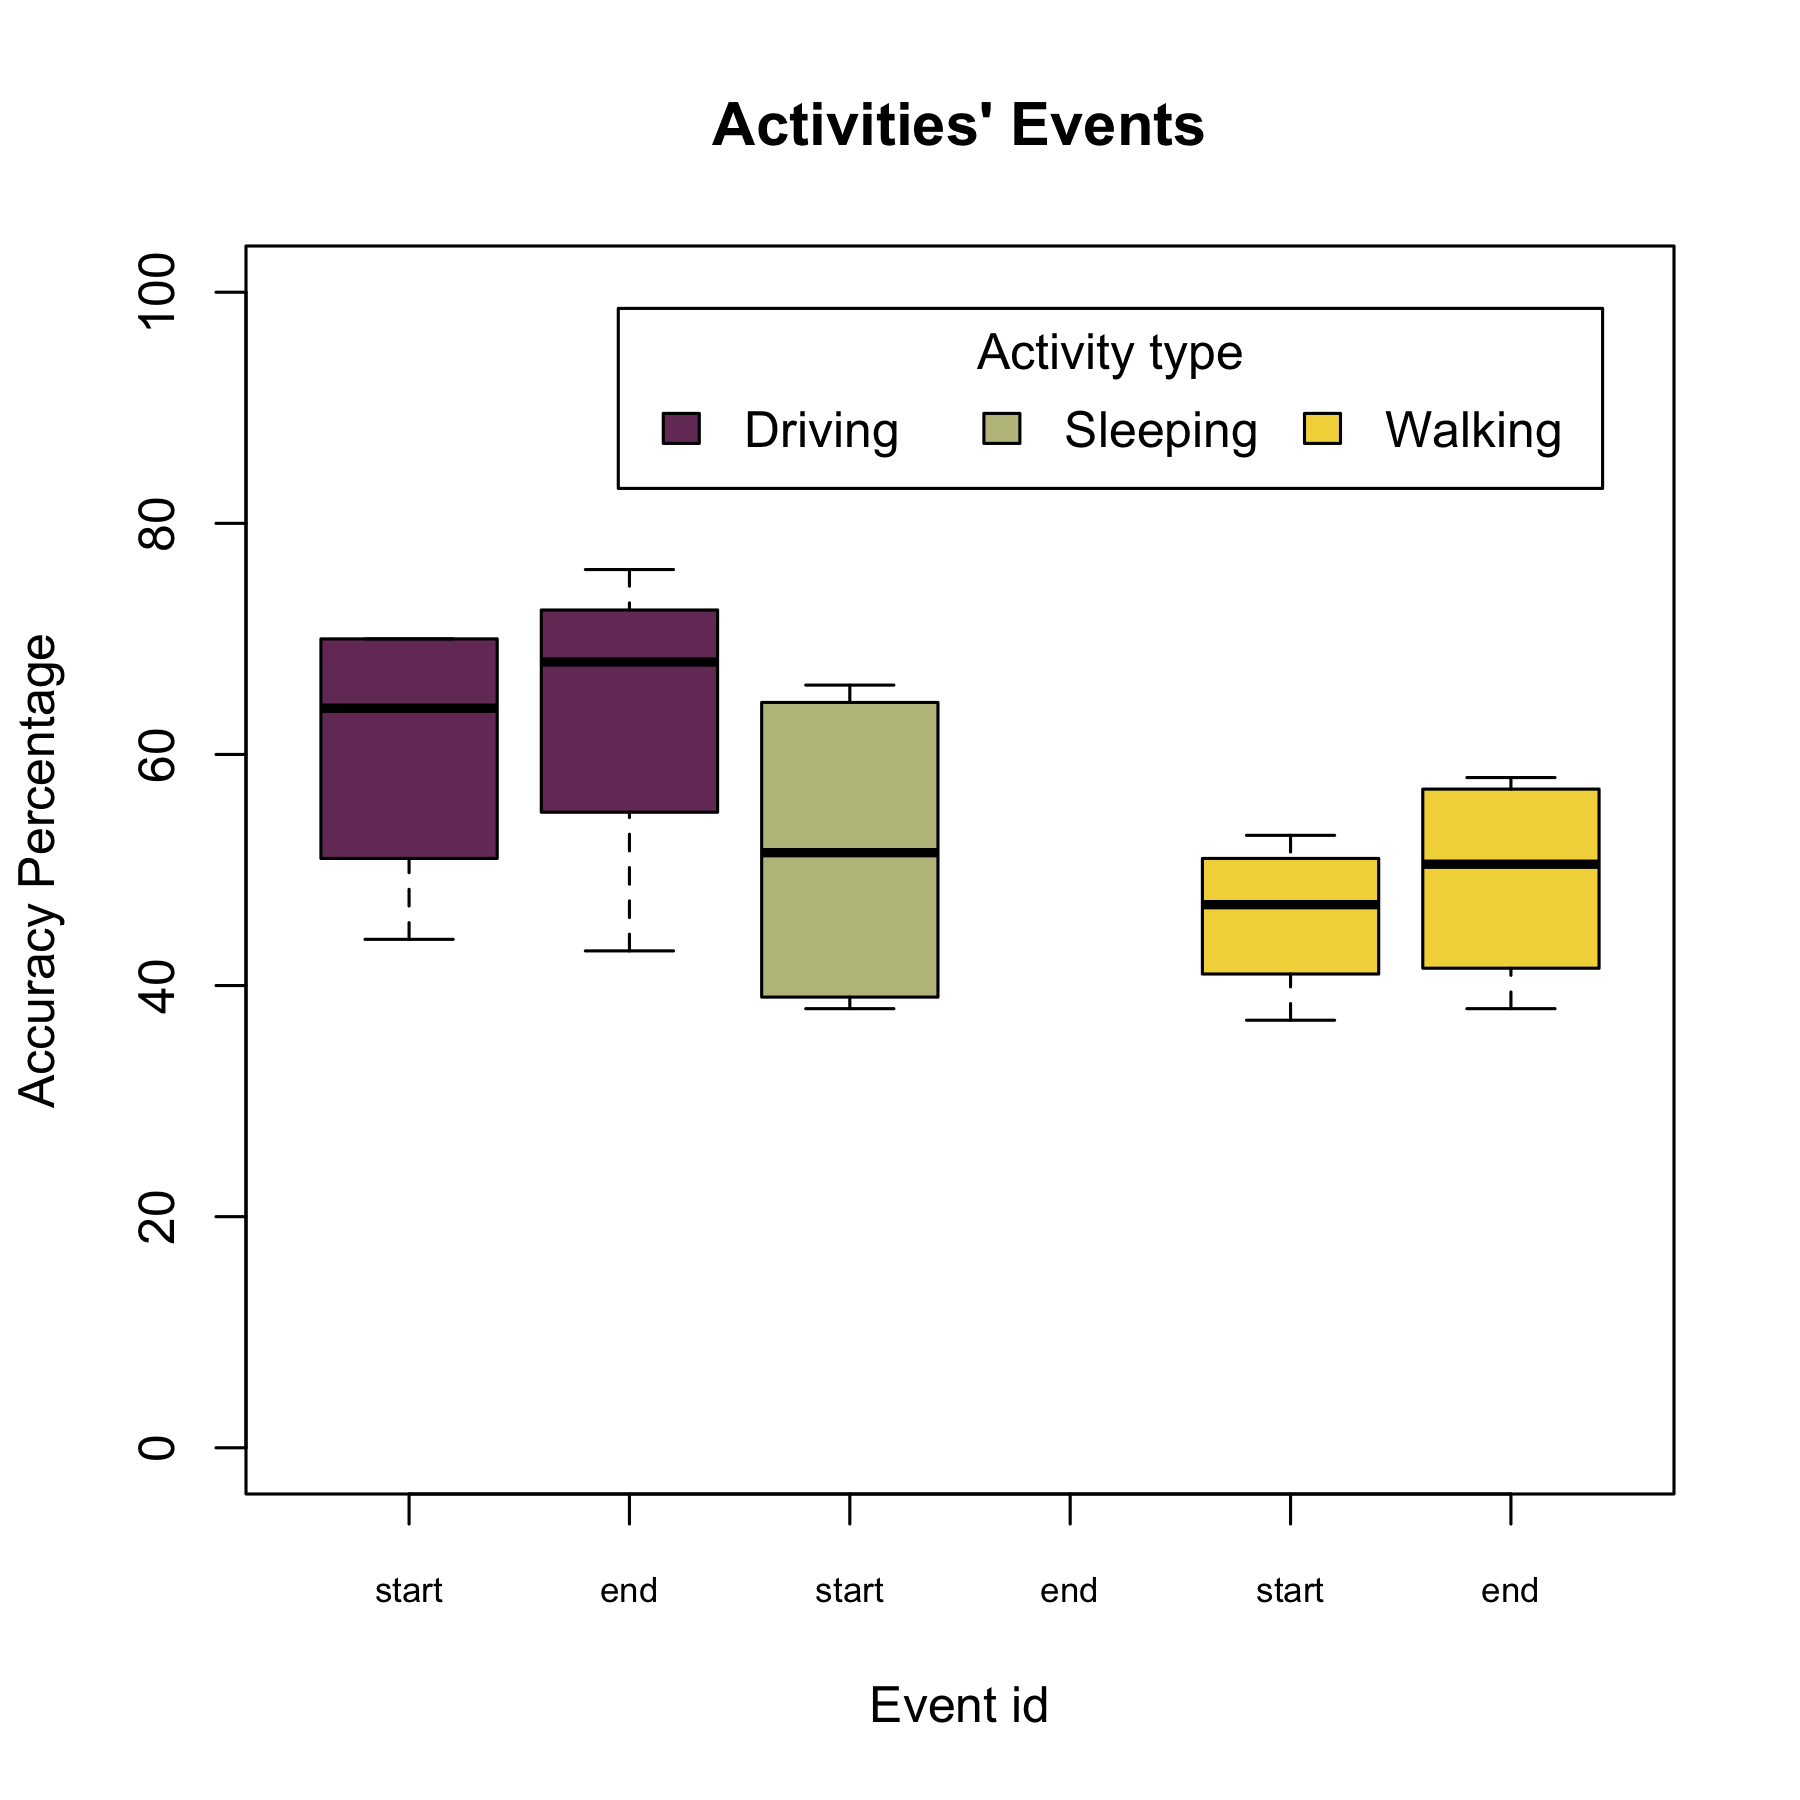 Activities' Events
Activity type
Driving Sleeping Walking
100
80
60
40
20
0
Accuracy Percentage
start end start end start end
Event id